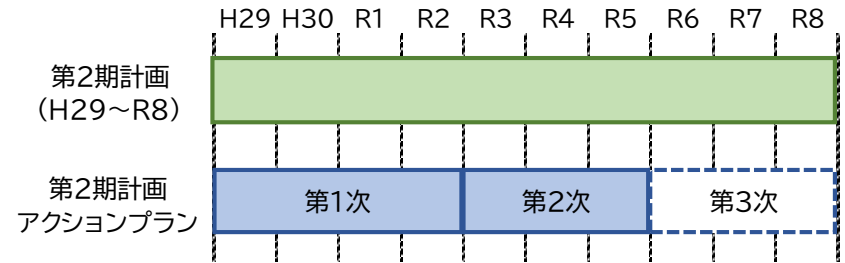 H29 H30 R1 R2 R3 R4 R5 R6 R7 R8
第2期計画
（H29～R8）
第2期計画
アクションプラン
第1次 第2次 第3次